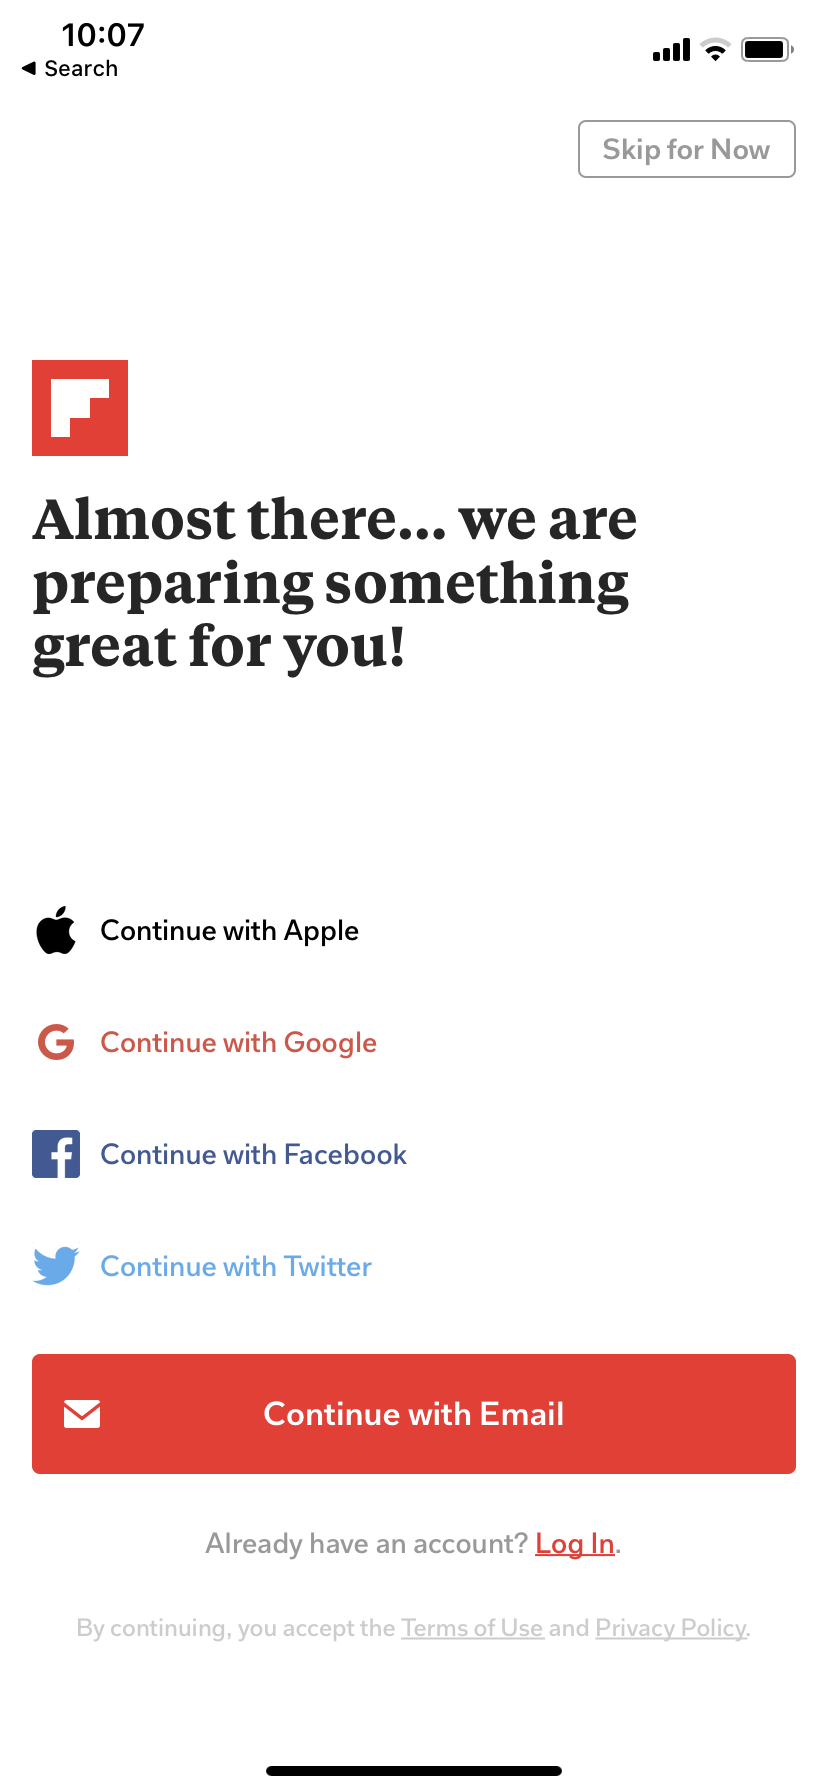 10:07
Search
Skip for Now
Almost there... we are
preparing something
great for you!
Continue with Apple
Continue with Google
Continue with Facebook
Continue with Twitter
Continue with Email
Already have an account? Log In.
By continuing, you accept the Terms of Use and Privacy Policy.